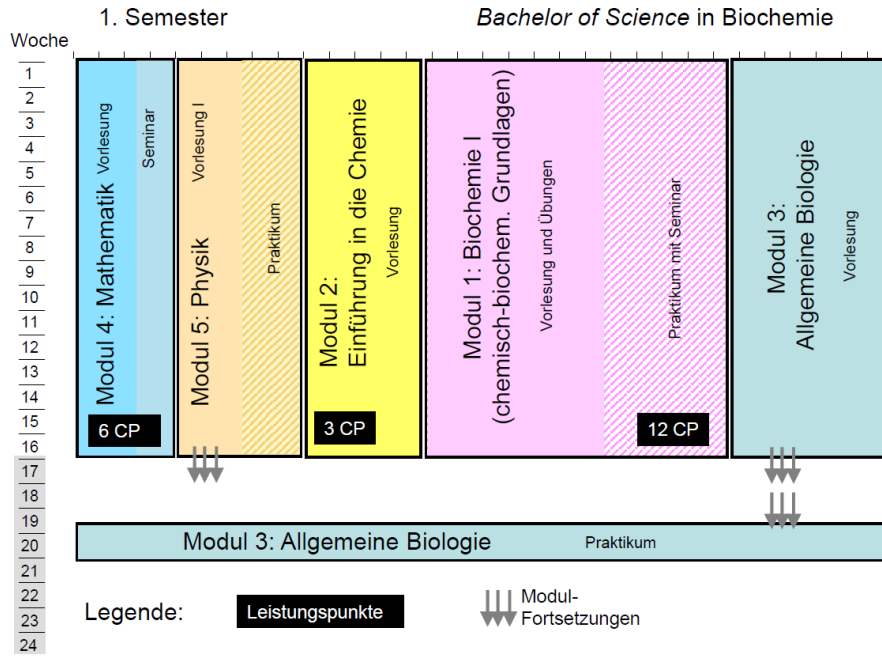 1. Semester
Bachelor of Science in Biochemie
Woche
1
2
3
4
5
6
7
8
9
10
11
12
13
14
15
16
17
18
19
20
21
22
23
24
Modul 4: Mathematik
Vorlesung
Seminar
6 CP
Modul 5: Physik
Vorlesung I
Praktikum
Modul 2:
Einführung in die Chemie
Vorlesung
3 CP
Modul 1: Biochemie I
(chemisch-biochem. Grundlagen)
Vorlesung und Übungen
Praktikum mit Seminar
12 CP
Modul 3:
Allgemeine Biologie
Vorlesung
Modul 3: Allgemeine Biologie
Praktikum
Legende:
Leistungspunkte
Modul-
Fortsetzungen